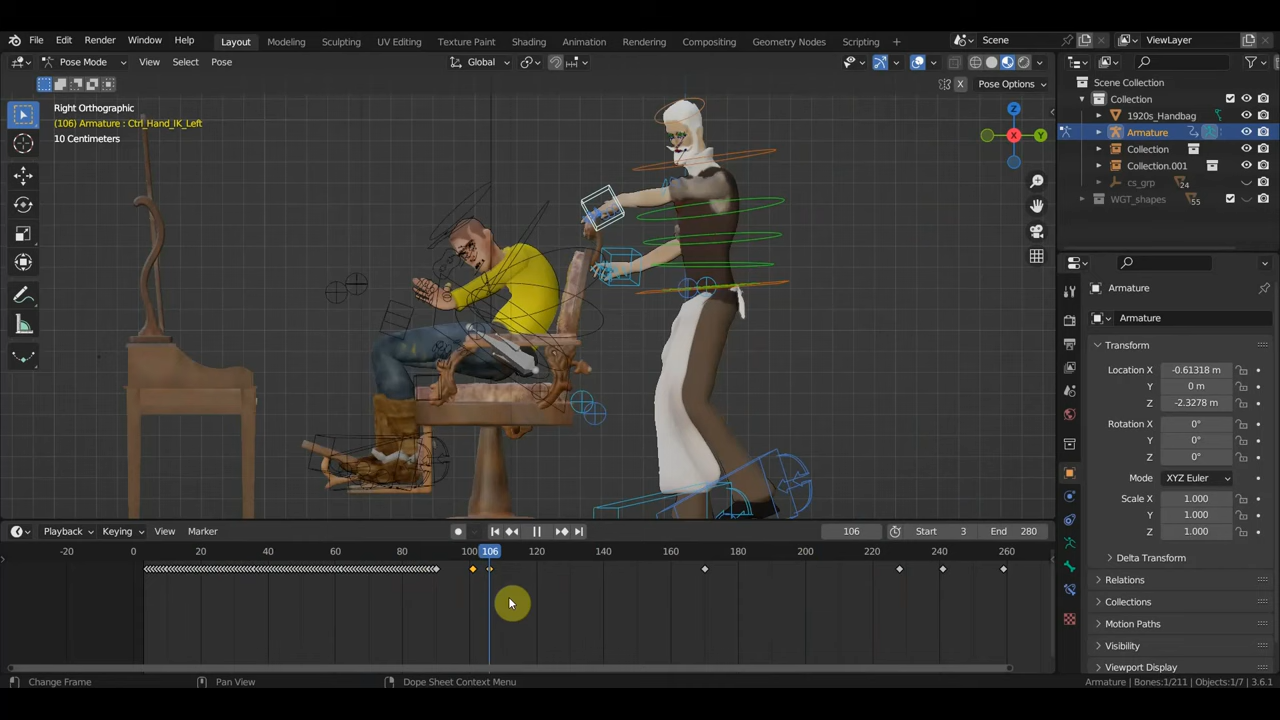 File Edit Render Window Help Layout Modeling Sculpting UV Editing Texture Paint Shading Animation Rendering Compositing Geometry Nodes Scripting + Scene ViewLayer
Pose Mode View Select Pose Global
X Pose Options
Right Orthographic
(106) Armature : Ctrl_Hand_IK_Left
10 Centimeters
Z
X
Y
Scene Collection
Collection
1920s_Handbag
Armature
Collection
Collection.001
cs_grp 24
WGT_shapes 55
Armature
Armature
Transform
Location X -0.61318 m
Y 0 m
Z -2.3278 m
Rotation X 0°
Y 0°
Z 0°
Mode XYZ Euler
Scale X 1.000
Y 1.000
Z 1.000
Delta Transform
Relations
Collections
Motion Paths
Visibility
Viewport Display
Playback Keying View Marker 106 Start 3 End 280
-20 0 20 40 60 80 100 106 120 140 160 180 200 220 240 260
Change Frame Pan View Dope Sheet Context Menu Armature | Bones:1/211 | Objects:1/7 | 3.6.1